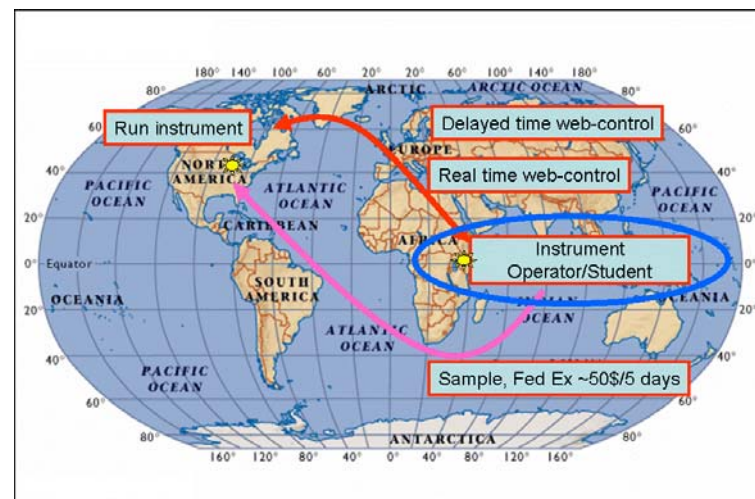 180° 140° 100° 60° 20° 20° 60° 100° 140° 180°
80° ARCTIC ARCTIC OCEAN 80°
60° Run instrument Delayed time web-control 60°
EUROPE
40° NORTH AMERICA Real time web-control 40°
PACIFIC OCEAN ATLANTIC OCEAN PACIFIC OCEAN
20° CARIBBEAN AFRICA 20°
0° Equator Instrument 0°
Operator/Student
SOUTH AMERICA
20° OCEANIA OCEAN OCEANIA 20°
ATLANTIC OCEAN
40° 40°
PACIFIC OCEAN Sample, Fed Ex ~50$/5 days
60° 60°
80° ANTARCTICA 80°
160° 120° 80° 40° 0° 40° 80° 120° 160°